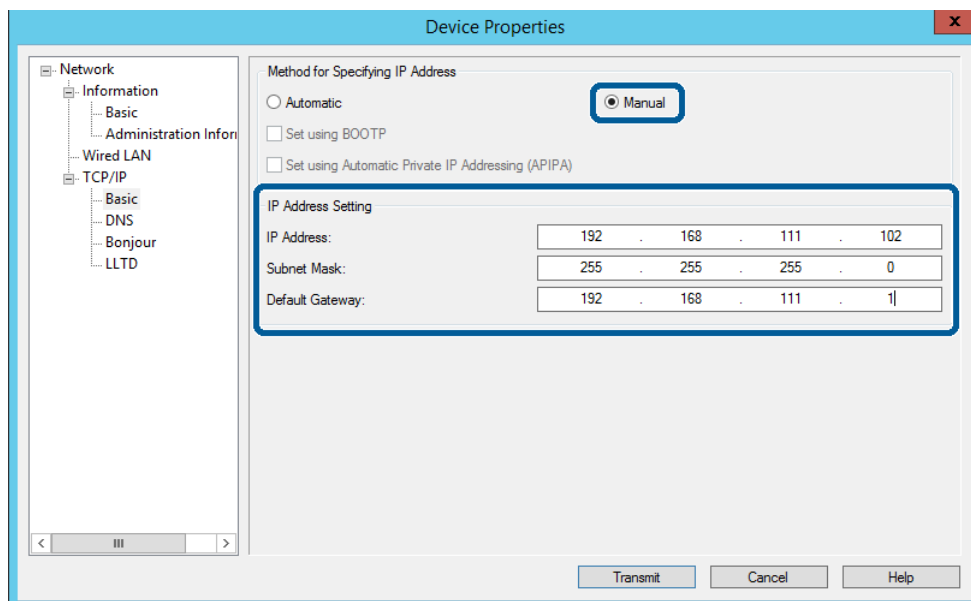 Device Properties
x
Network
Information
Basic
Administration Infor
Wired LAN
TCP/IP
Basic
DNS
Bonjour
LLTD
Method for Specifying IP Address
Automatic
Manual
Set using BOOTP
Set using Automatic Private IP Addressing (APIPA)
IP Address Setting
IP Address: 192 . 168 . 111 . 102
Subnet Mask: 255 . 255 . 255 . 0
Default Gateway: 192 . 168 . 111 . 1
Transmit Cancel Help